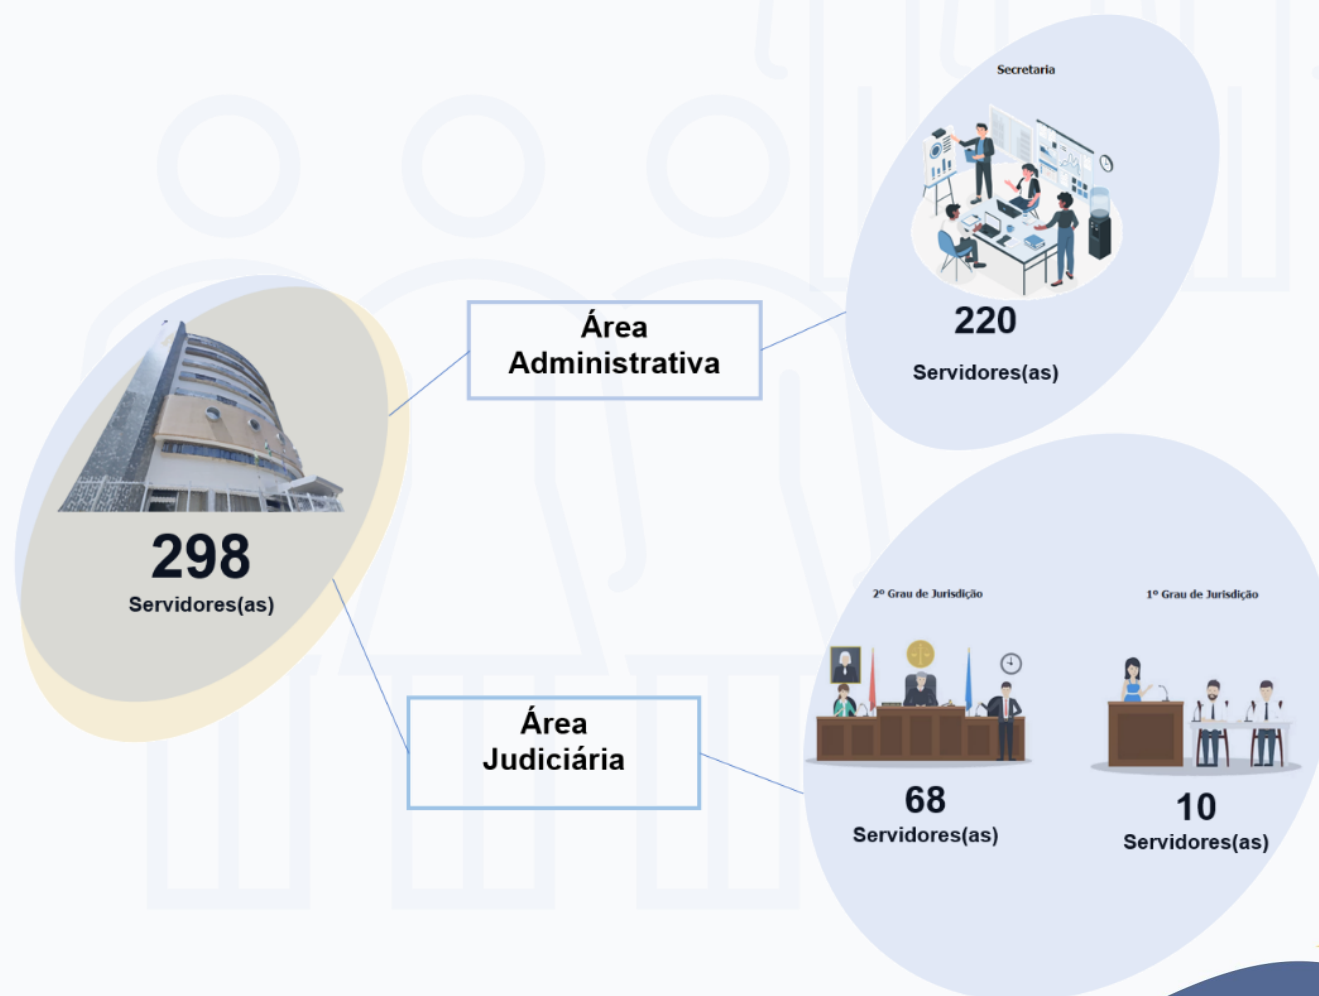 Secretaria
220
Servidores(as)
Área
Administrativa
298
Servidores(as)
Área
Judiciária
2º Grau de Jurisdição
68
Servidores(as)
1º Grau de Jurisdição
10
Servidores(as)